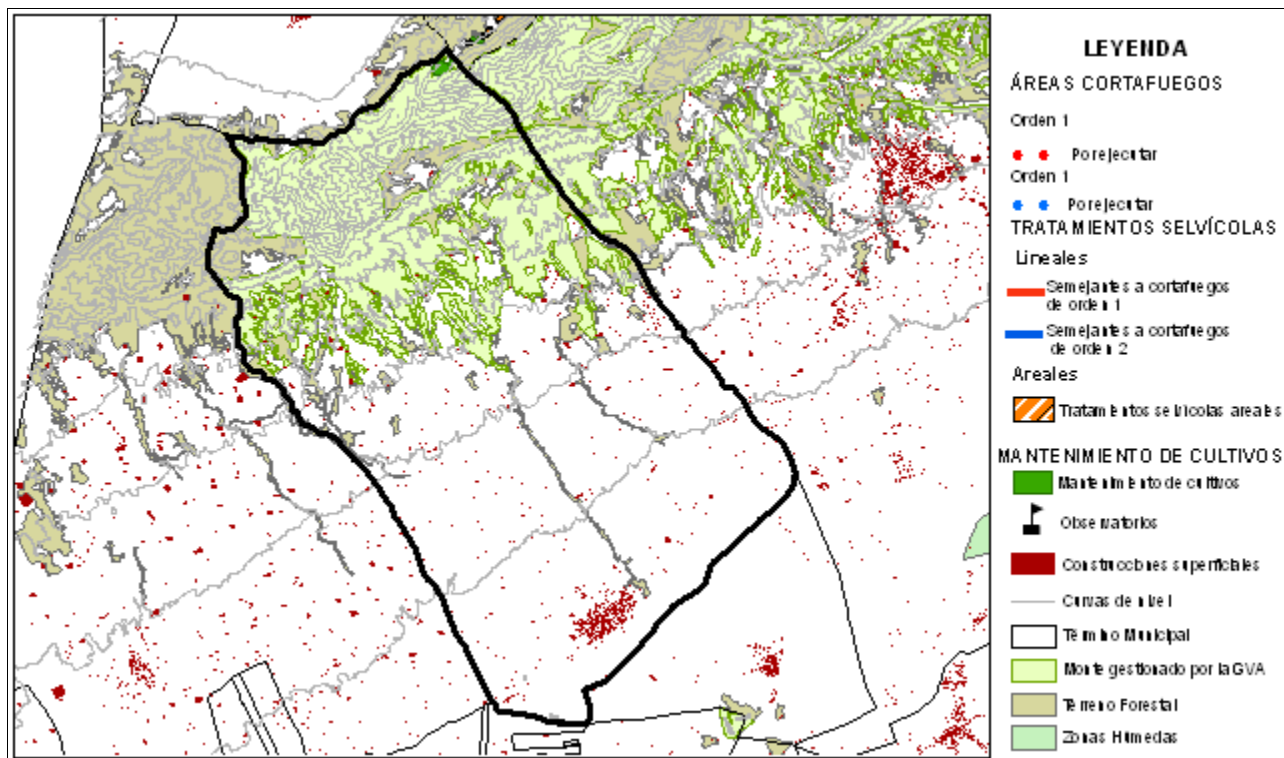 LEYENDA
ÁREAS CORTAFUEGOS
Orden 1
Por ejecutar
Orden 1
Por ejecutar
TRATAMIENTOS SELVÍCOLAS
Lineales
Semejantes a cortafuegos
de orden 1
Semejantes a cortafuegos
de orden 2
Areales
Tratamientos selvícolas areales
MANTENIMIENTO DE CULTIVOS
Mantenimiento de cultivos
Observatorios
Construcciones superficiales
Curvas de nivel
Término Municipal
Monte gestionado por la GVA
Terreno Forestal
Zonas Húmedas